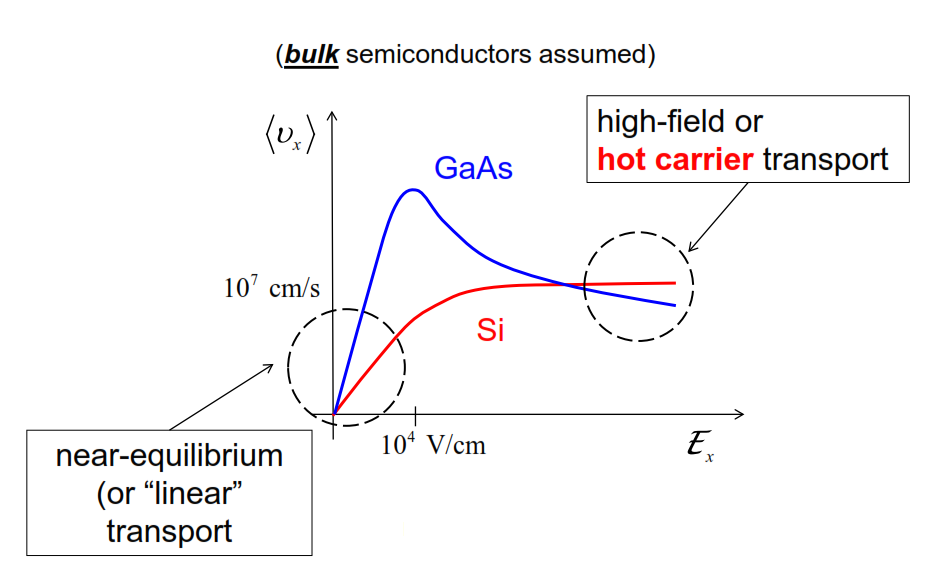 (bulk semiconductors assumed)
high-field or
hot carrier transport
⟨υₓ⟩
GaAs
10⁷ cm/s
Si
10⁴ V/cm
ℰₓ
near-equilibrium
(or “linear”
transport